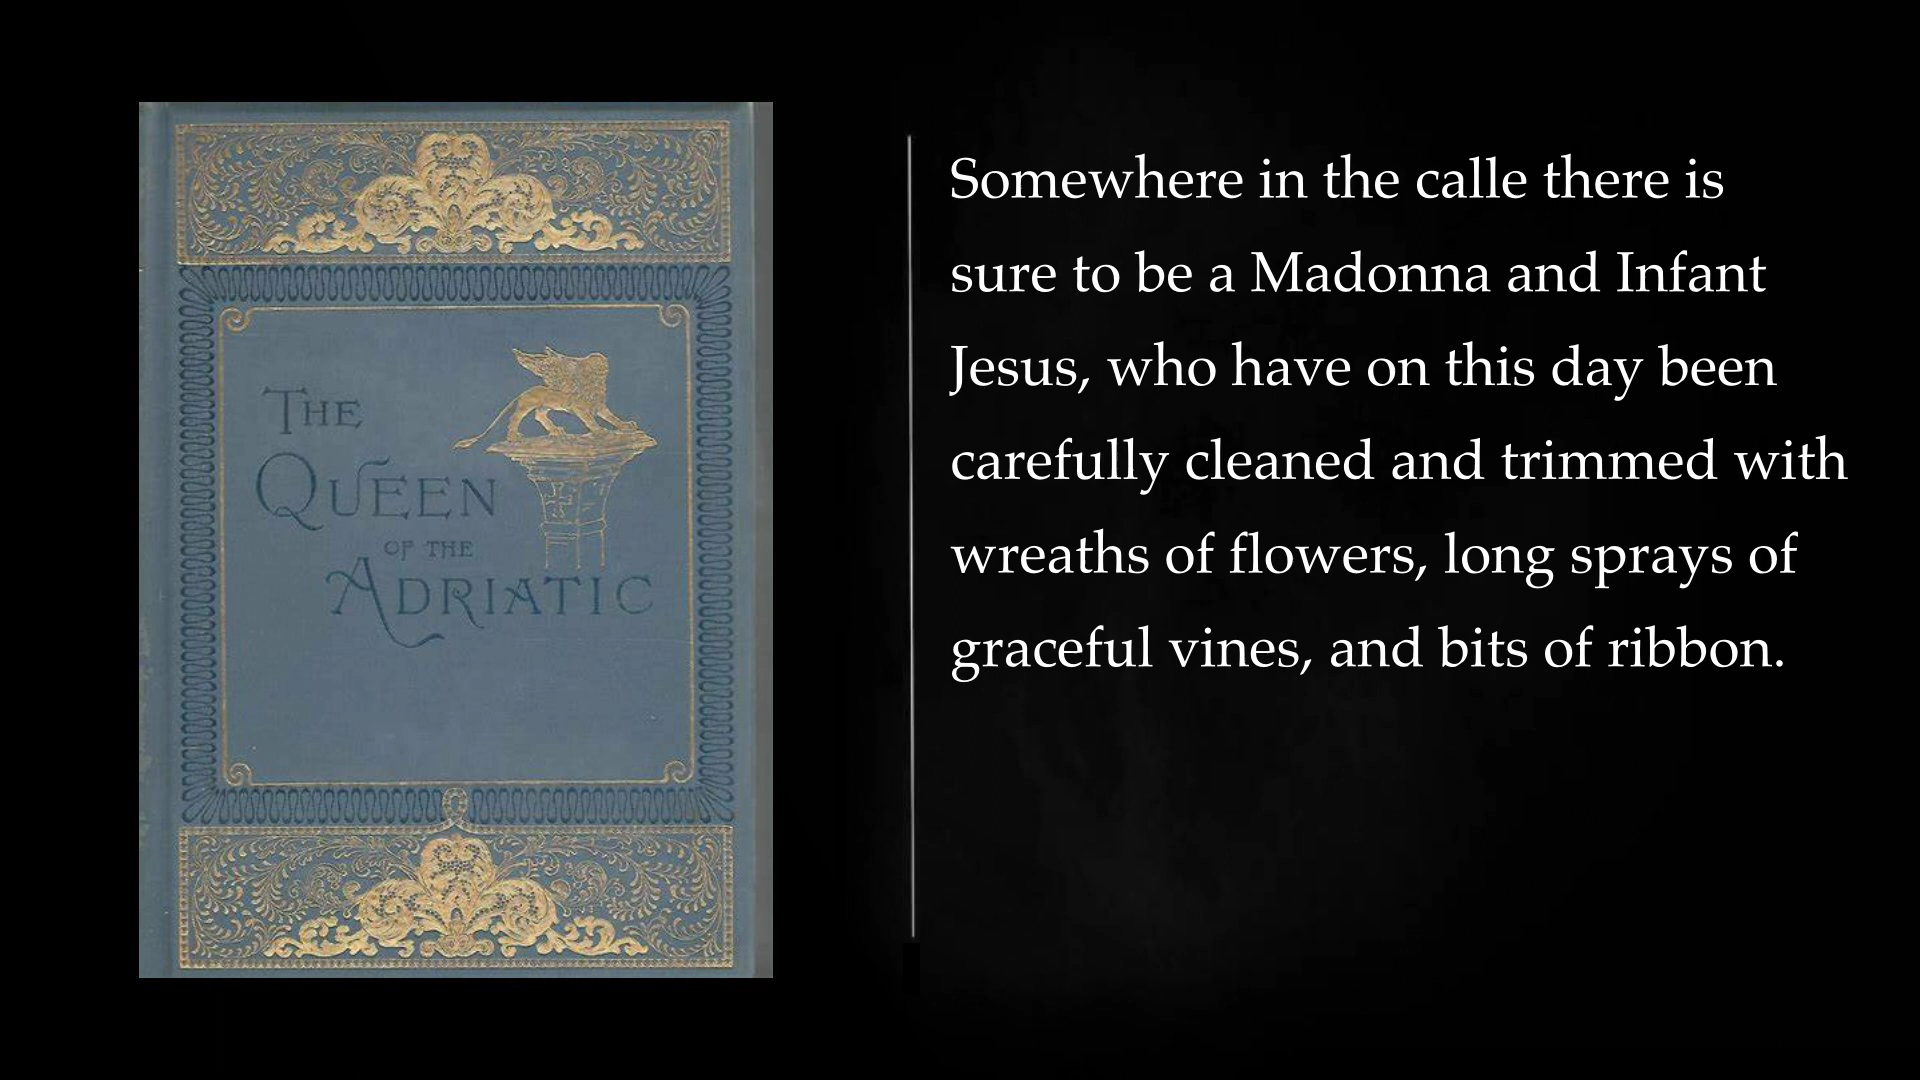 The
Queen
of the
Adriatic
Somewhere in the calle there is
sure to be a Madonna and Infant
Jesus, who have on this day been
carefully cleaned and trimmed with
wreaths of flowers, long sprays of
graceful vines, and bits of ribbon.